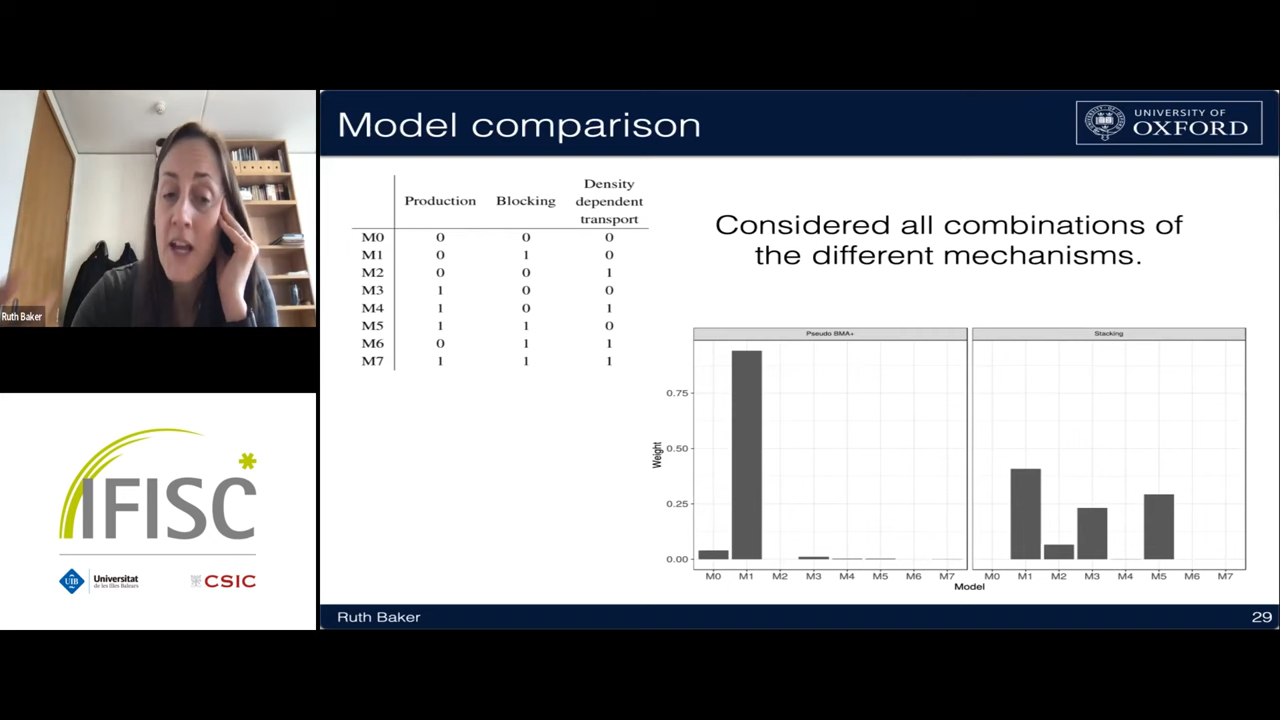 Model comparison
UNIVERSITY OF
OXFORD
Production Blocking Density dependent transport
M0 0 0 0
M1 0 1 0
M2 0 0 1
M3 1 0 0
M4 1 0 1
M5 1 1 0
M6 0 1 1
M7 1 1 1
Considered all combinations of
the different mechanisms.
Pseudo BMA+
Stacking
Weight
0.75
0.50
0.25
0.00
M0 M1 M2 M3 M4 M5 M6 M7
M0 M1 M2 M3 M4 M5 M6 M7
Model
Ruth Baker
29
Ruth Baker
IFISC
UIB
Universitat
de les Illes Balears
CSIC